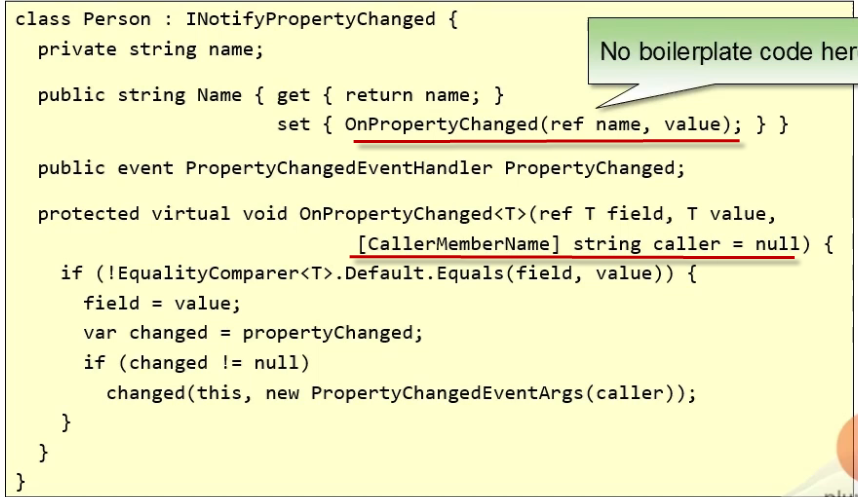 class Person : INotifyPropertyChanged {
private string name;
No boilerplate code her
public string Name { get { return name; }
set { OnPropertyChanged(ref name, value); } }
public event PropertyChangedEventHandler PropertyChanged;
protected virtual void OnPropertyChanged<T>(ref T field, T value,
[CallerMemberName] string caller = null) {
if (!EqualityComparer<T>.Default.Equals(field, value)) {
field = value;
var changed = propertyChanged;
if (changed != null)
changed(this, new PropertyChangedEventArgs(caller));
}
}
}